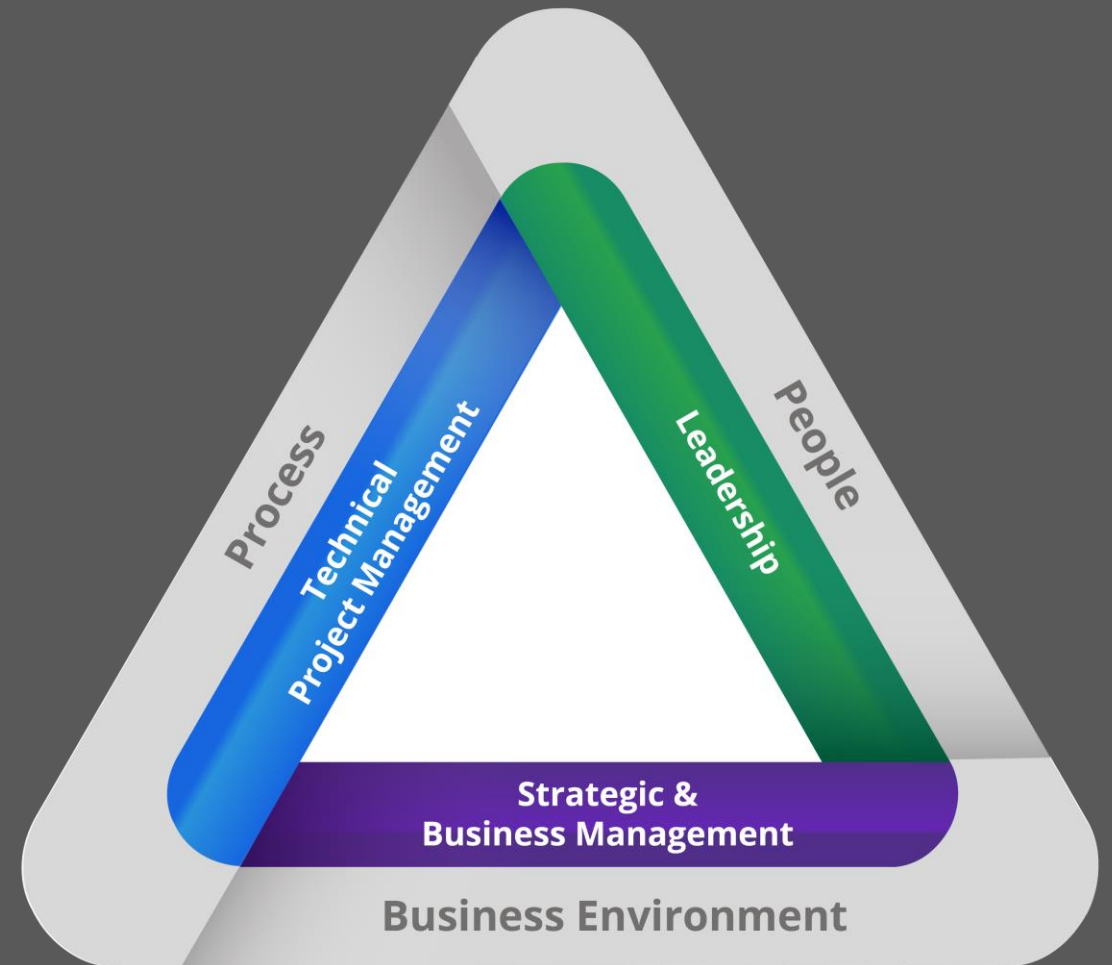 Process
Technical
Project Management
Leadership
People
Strategic &
Business Management
Business Environment